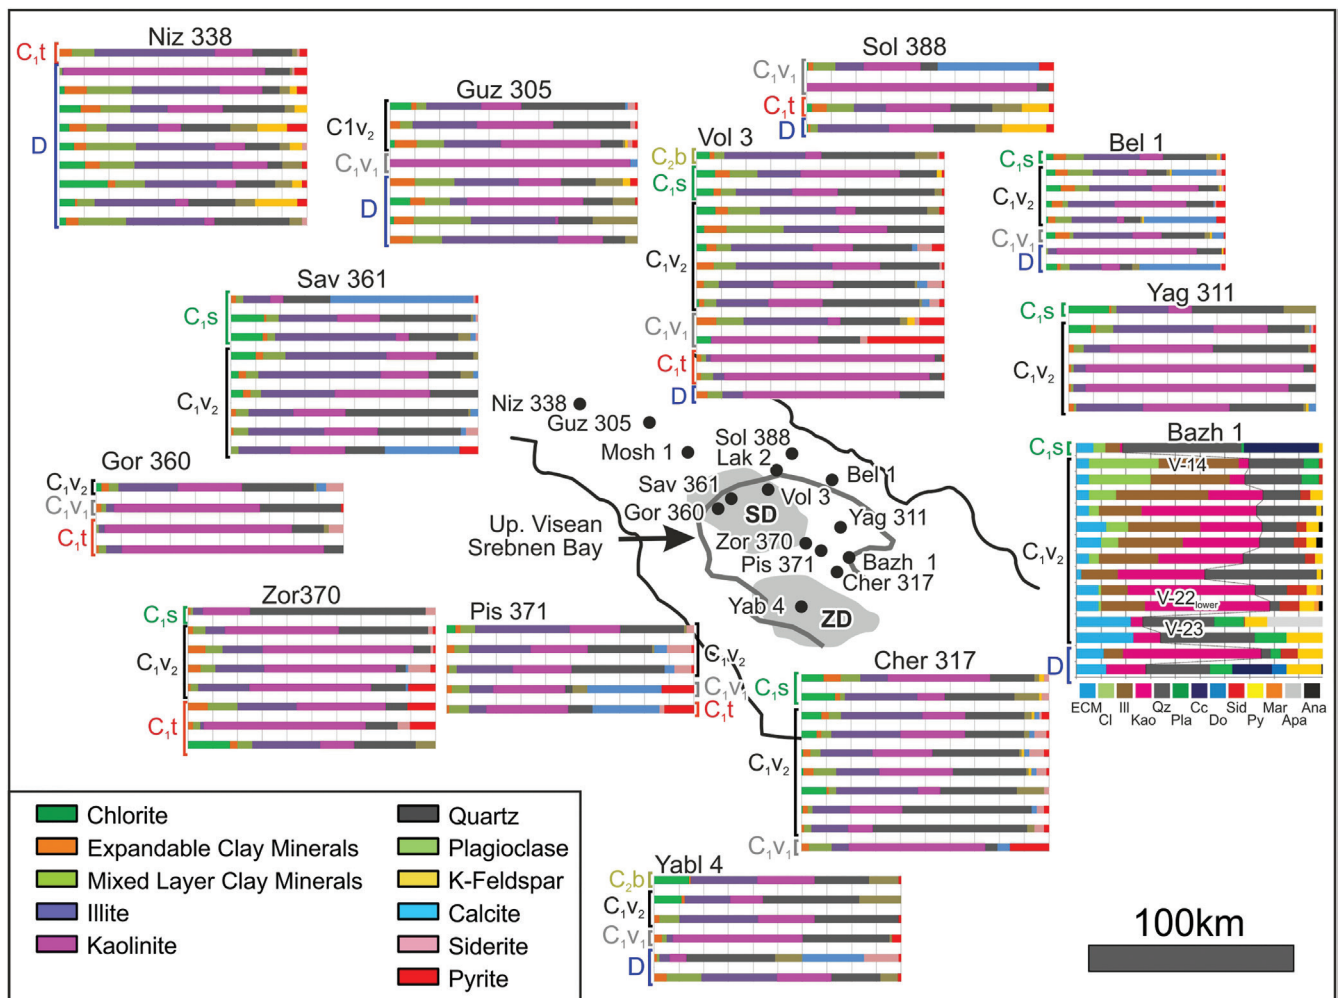 Niz 338
C₁t
D
Guz 305
C1v₂
C₁v₁
D
Sol 388
C₁v₁
C₁t
D
Vol 3
C₂b
C₁s
C₁v₂
C₁v₁
C₁t
D
Bel 1
C₁s
C₁v₂
C₁v₁
D
Sav 361
C₁s
C₁v₂
Yag 311
C₁s
C₁v₂
Gor 360
C₁v₂
C₁v₁
C₁t
Niz 338
Guz 305
Mosh 1
Sol 388
Lak 2
Bel 1
Sav 361
Vol 3
Gor 360
SD
Yag 311
Up. Visean
Srebnen Bay
Zor 370
Pis 371
Bazh 1
Cher 317
Yab 4
ZD
Bazh 1
C₁s
V-14
C₁v₂
V-22 lower
V-23
D
ECM Ill Qz Cc Sid Mar Ana
Cl Kao Pla Do Py Apa
Zor370
C₁s
C₁v₂
C₁t
Pis 371
C₁v₂
C₁v₁
C₁t
Cher 317
C₁s
C₁v₂
C₁v₁
Yabl 4
C₂b
C₁v₂
C₁v₁
D
Chlorite
Expandable Clay Minerals
Mixed Layer Clay Minerals
Illite
Kaolinite
Quartz
Plagioclase
K-Feldspar
Calcite
Siderite
Pyrite
100km